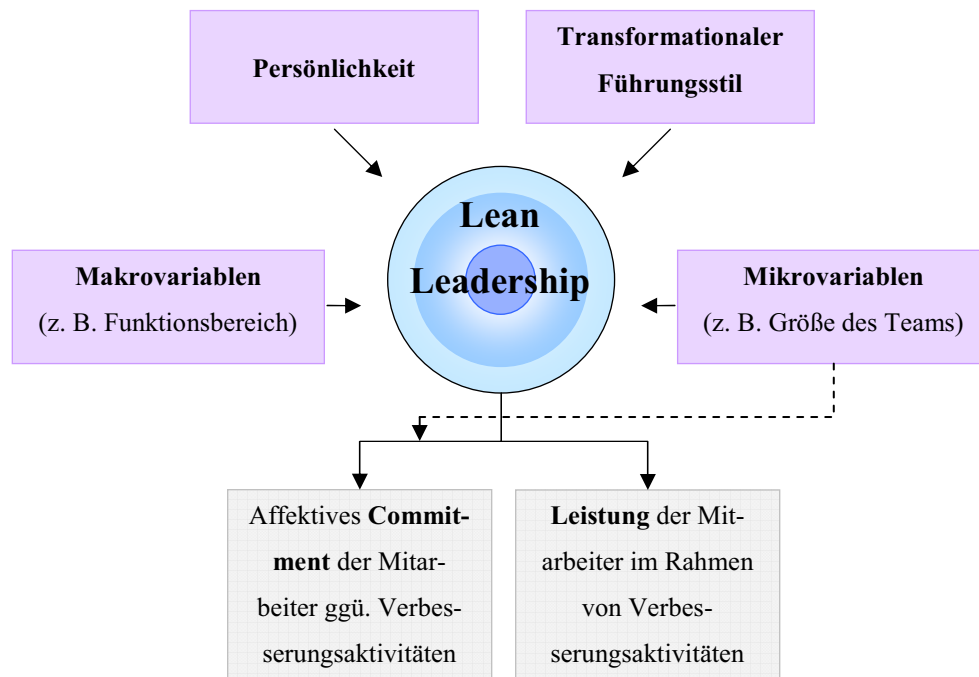 Persönlichkeit
Transformationaler
Führungsstil
Lean
Leadership
Makrovariablen
(z. B. Funktionsbereich)
Mikrovariablen
(z. B. Größe des Teams)
Affektives Commit-
ment der Mitar-
beiter ggü. Verbes-
serungsaktivitäten
Leistung der Mit-
arbeiter im Rahmen
von Verbes-
serungsaktivitäten